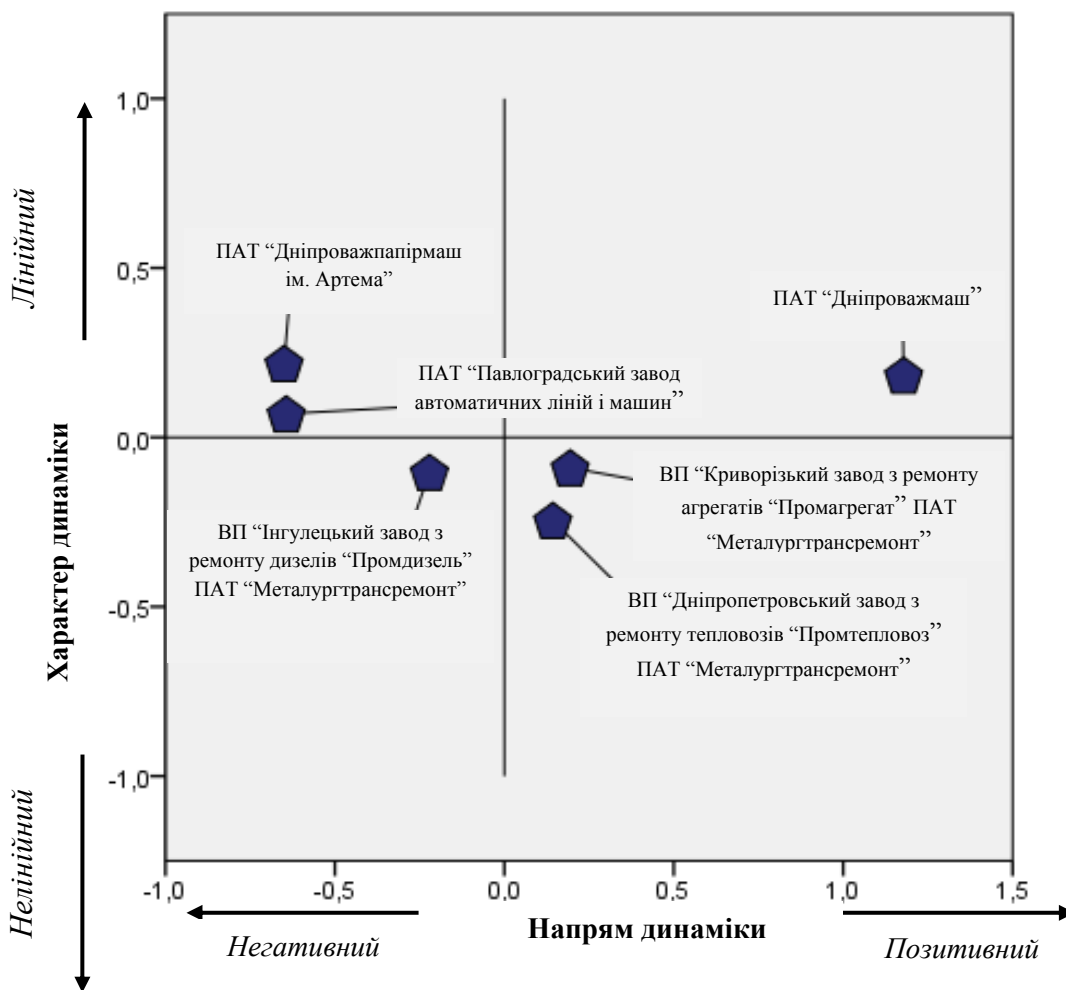 1,0
Лінійний
ПАТ “Дніпроважпапірмаш
ім. Артема”
0,5
ПАТ “Дніпроважмаш”
ПАТ “Павлоградський завод
автоматичних ліній і машин”
0,0
Характер динаміки
ВП “Криворізький завод з ремонту
агрегатів “Промагрегат” ПАТ
“Металургтрансремонт”
ВП “Інгулецький завод з
ремонту дизелів “Промдизель”
ПАТ “Металургтрансремонт”
-0,5
ВП “Дніпропетровський завод з
ремонту тепловозів “Промтепловоз”
ПАТ “Металургтрансремонт”
-1,0
Нелінійний
-1,0 -0,5 0,0 0,5 1,0 1,5
Негативний
Напрям динаміки
Позитивний